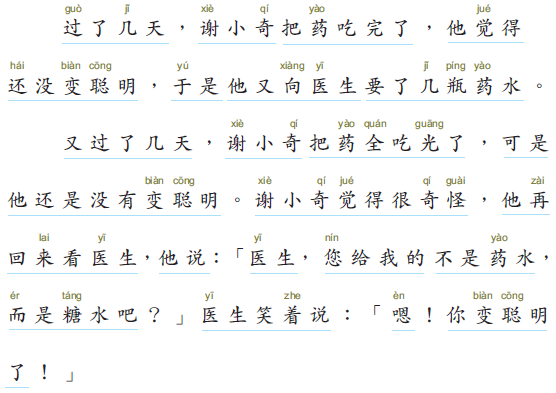 guò jǐ xiè qí yào jué
过了几天，谢小奇把药吃完了，他觉得
hái biàn cōng yú xiàng yī jǐ píng yào
还没变聪明，于是他又向医生要了几瓶药水。
jǐ xiè qí yào quán guāng
又过了几天，谢小奇把药全吃光了，可是
biàn cōng xiè qí jué qí guài zài
他还是没有变聪明。谢小奇觉得很奇怪，他再
lai yī yī nín yào
回来看医生，他说：「医生，您给我的不是药水，
ér táng yī zhe èn biàn cōng
而是糖水吧？」医生笑着说：「嗯！你变聪明
了！」